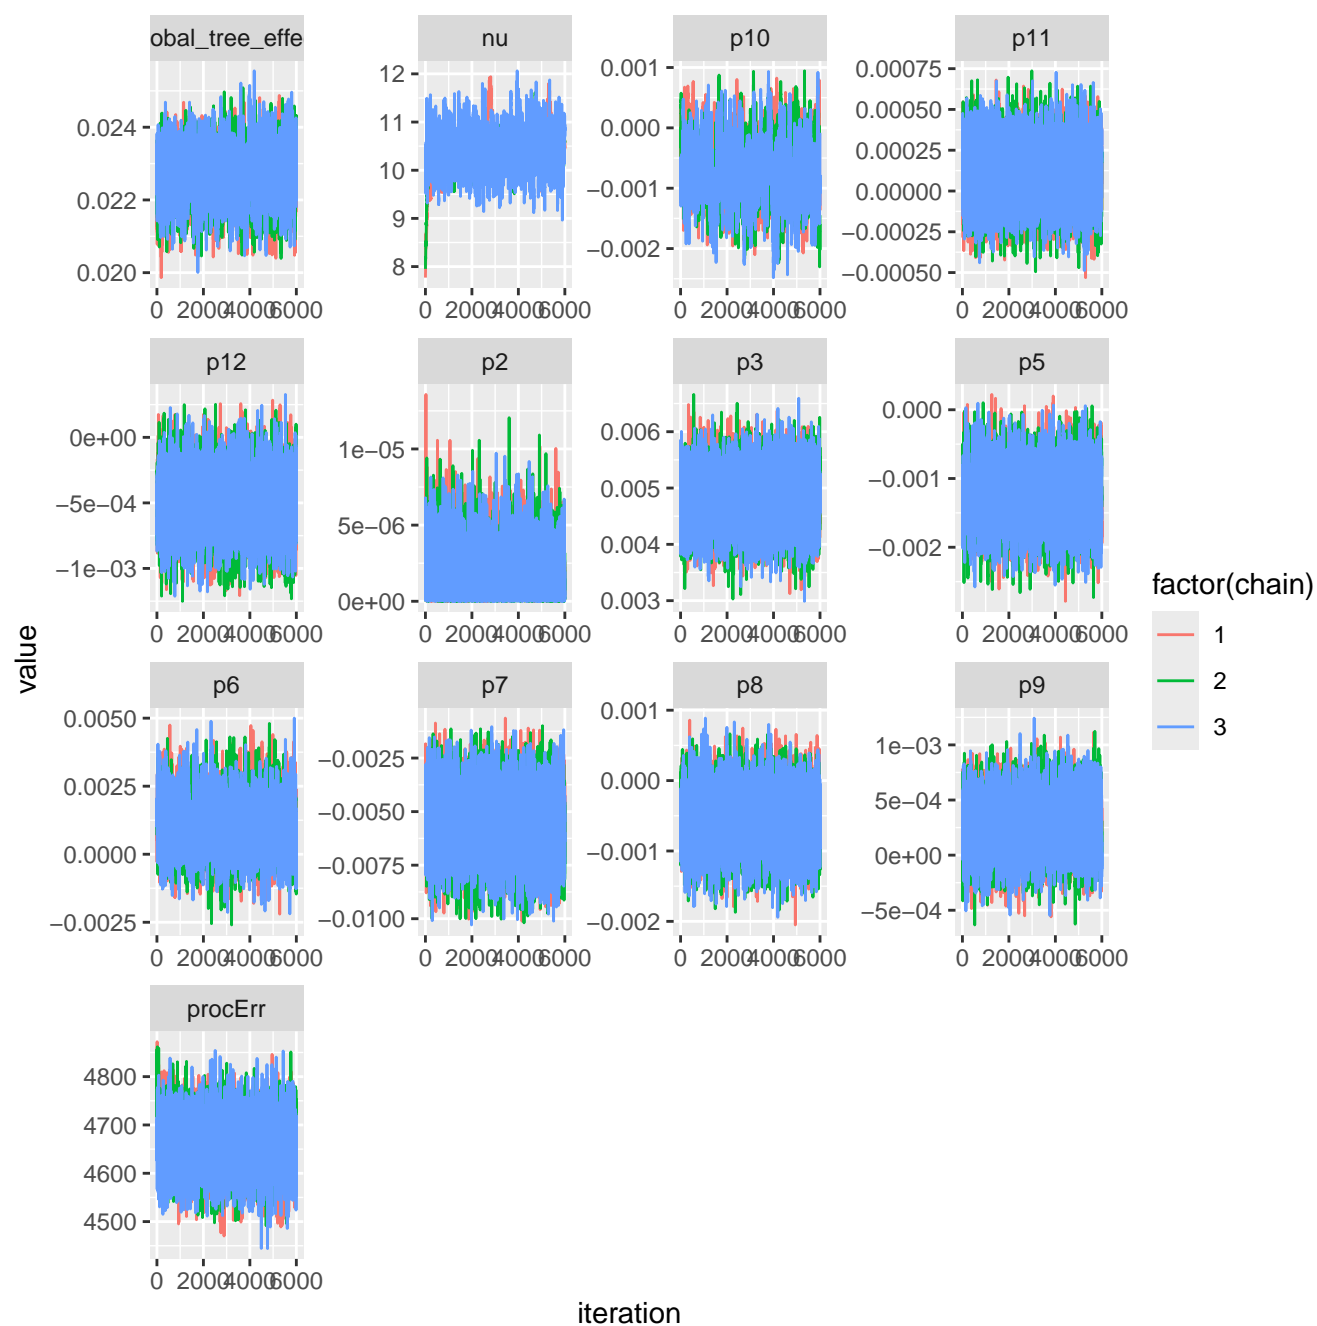 obal_tree_effe
nu
p10
p11
0.024
0.022
0.020
12
11
10
9
8
0.001
0.000
−0.001
−0.002
0.00075
0.00050
0.00025
0.00000
−0.00025
−0.00050
0 2000 4000 6000
0 2000 4000 6000
0 2000 4000 6000
0 2000 4000 6000
p12
p2
p3
p5
0e+00
−5e−04
−1e−03
1e−05
5e−06
0e+00
0.006
0.005
0.004
0.003
0.000
−0.001
−0.002
0 2000 4000 6000
0 2000 4000 6000
0 2000 4000 6000
0 2000 4000 6000
p6
p7
p8
p9
0.0050
0.0025
0.0000
−0.0025
−0.0025
−0.0050
−0.0075
−0.0100
0.001
0.000
−0.001
−0.002
1e−03
5e−04
0e+00
−5e−04
0 2000 4000 6000
0 2000 4000 6000
0 2000 4000 6000
0 2000 4000 6000
procErr
4800
4700
4600
4500
0 2000 4000 6000
iteration
value
factor(chain)
1
2
3